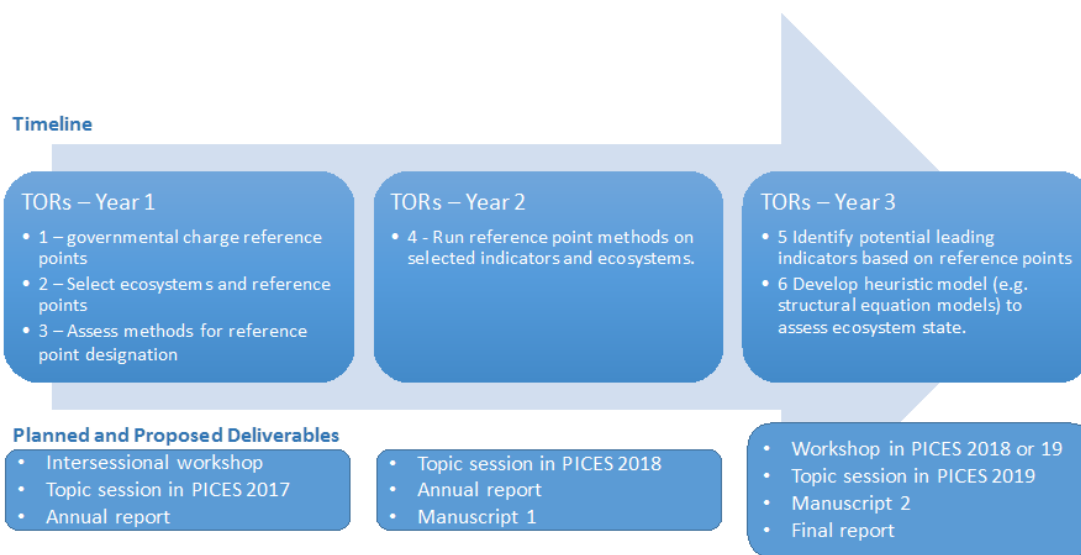 Timeline
TORs – Year 1
• 1 – governmental charge reference
points
• 2 – Select ecosystems and reference
points
• 3 – Assess methods for reference
point designation
TORs – Year 2
• 4 - Run reference point methods on
selected indicators and ecosystems.
TORs – Year 3
• 5 Identify potential leading
indicators based on reference points
• 6 Develop heuristic model (e.g.
structural equation models) to
assess ecosystem state.
Planned and Proposed Deliverables
• Intersessional workshop
• Topic session in PICES 2017
• Annual report
• Topic session in PICES 2018
• Annual report
• Manuscript 1
• Workshop in PICES 2018 or 19
• Topic session in PICES 2019
• Manuscript 2
• Final report